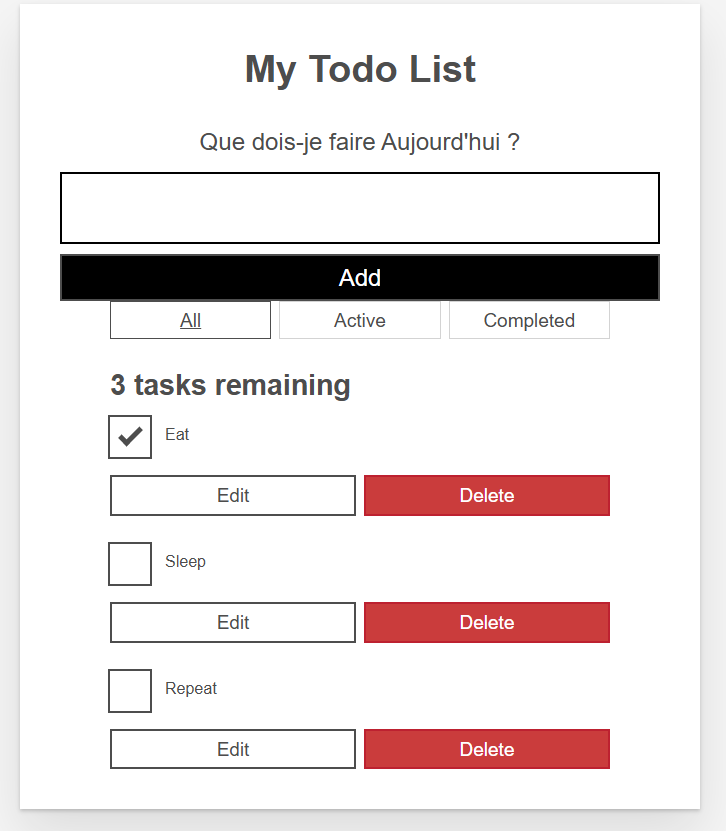 My Todo List
Que dois-je faire Aujourd'hui ?
Add
All Active Completed
3 tasks remaining
Eat
Edit Delete
Sleep
Edit Delete
Repeat
Edit Delete